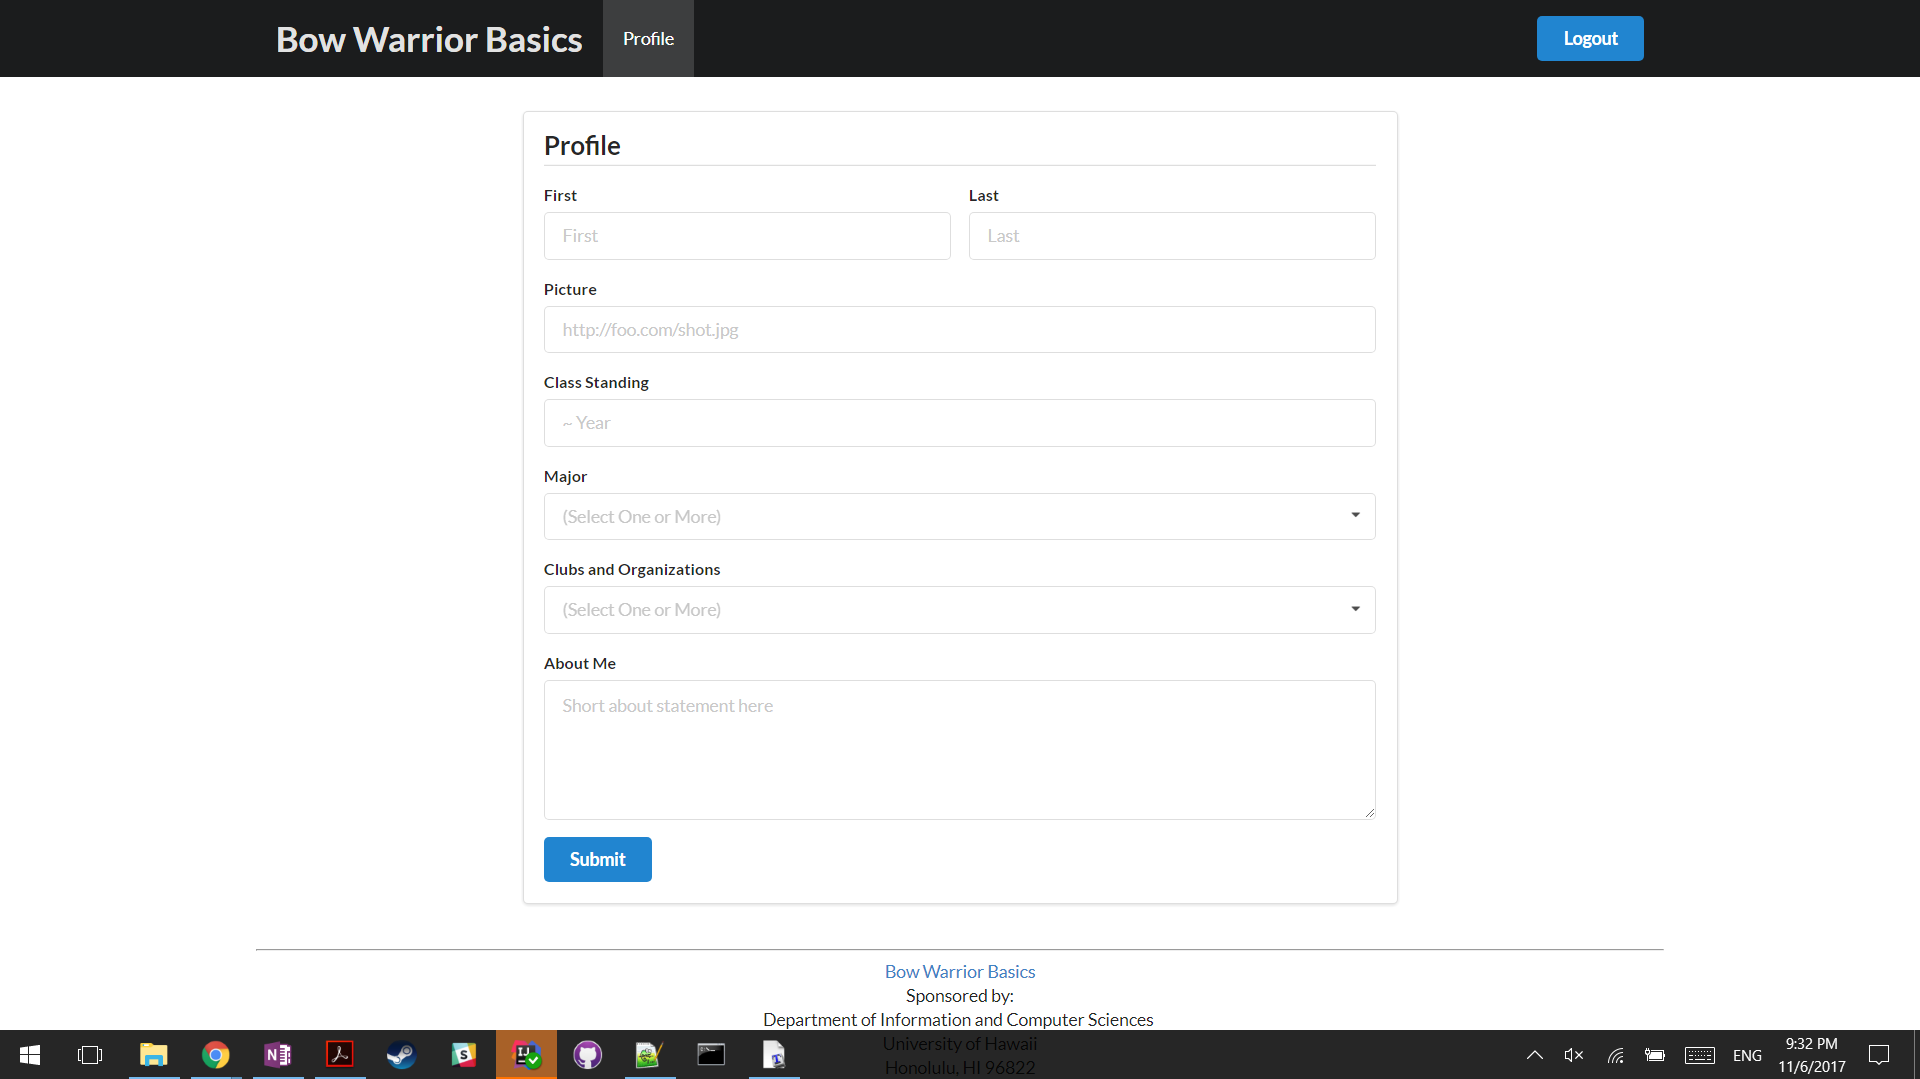 Bow Warrior Basics Profile Logout
Profile
First Last
First Last
Picture
http://foo.com/shot.jpg
Class Standing
~ Year
Major
(Select One or More)
Clubs and Organizations
(Select One or More)
About Me
Short about statement here
Submit
Bow Warrior Basics
Sponsored by:
Department of Information and Computer Sciences
University of Hawaii
Honolulu, HI 96822
ENG
9:32 PM
11/6/2017